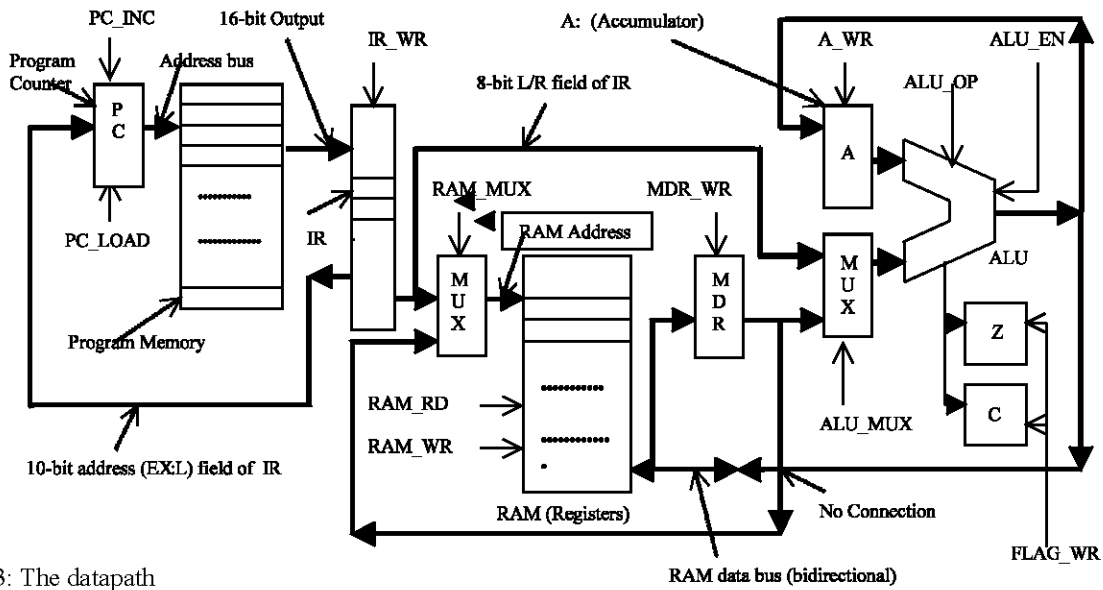 PC_INC
16-bit Output
A: (Accumulator)
Program
Counter
Address bus
IR_WR
A_WR
ALU_EN
8-bit L/R field of IR
ALU_OP
P
C
A
RAM_MUX
MDR_WR
PC_LOAD
IR
RAM Address
ALU
M
U
X
M
D
R
M
U
X
Program Memory
Z
RAM_RD
C
ALU_MUX
RAM_WR
10-bit address (EX:L) field of IR
RAM (Registers)
No Connection
FLAG_WR
3: The datapath
RAM data bus (bidirectional)